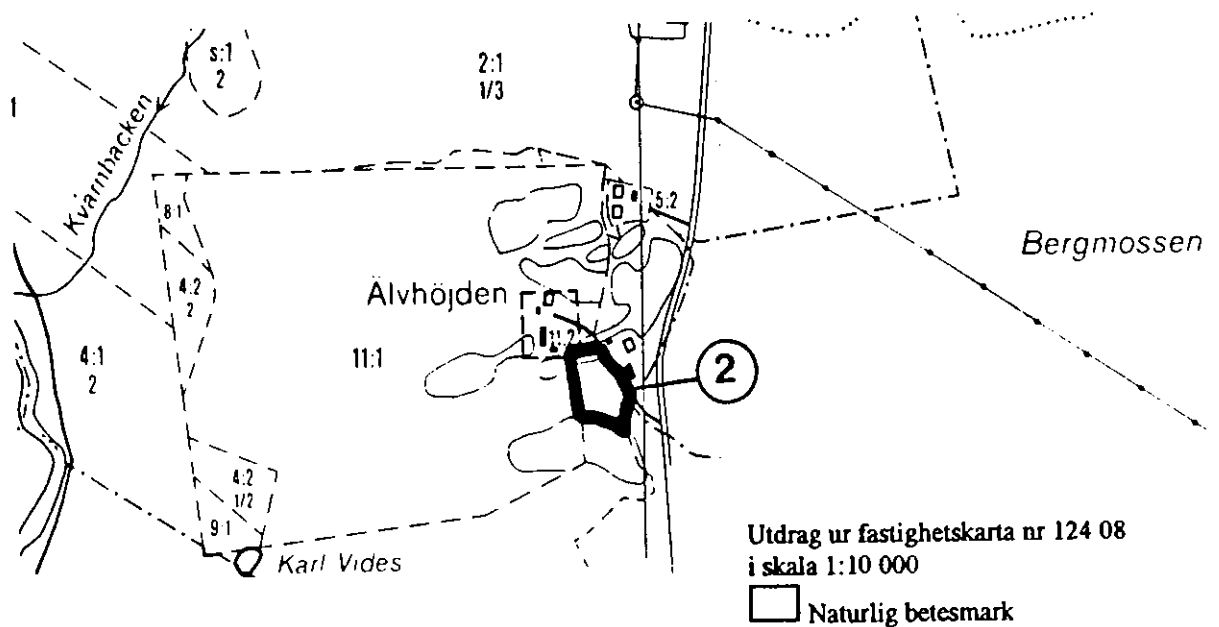 s:1
2
2:1
1/3
1
Kvarnbacken
8:1
5:2
4:2
2
Bergmossen
Älvhöjden
11:2
4:1
2
11:1
2
4:2
1/2
9:1
Karl Vides
Utdrag ur fastighetskarta nr 124 08
i skala 1:10 000
Naturlig betesmark